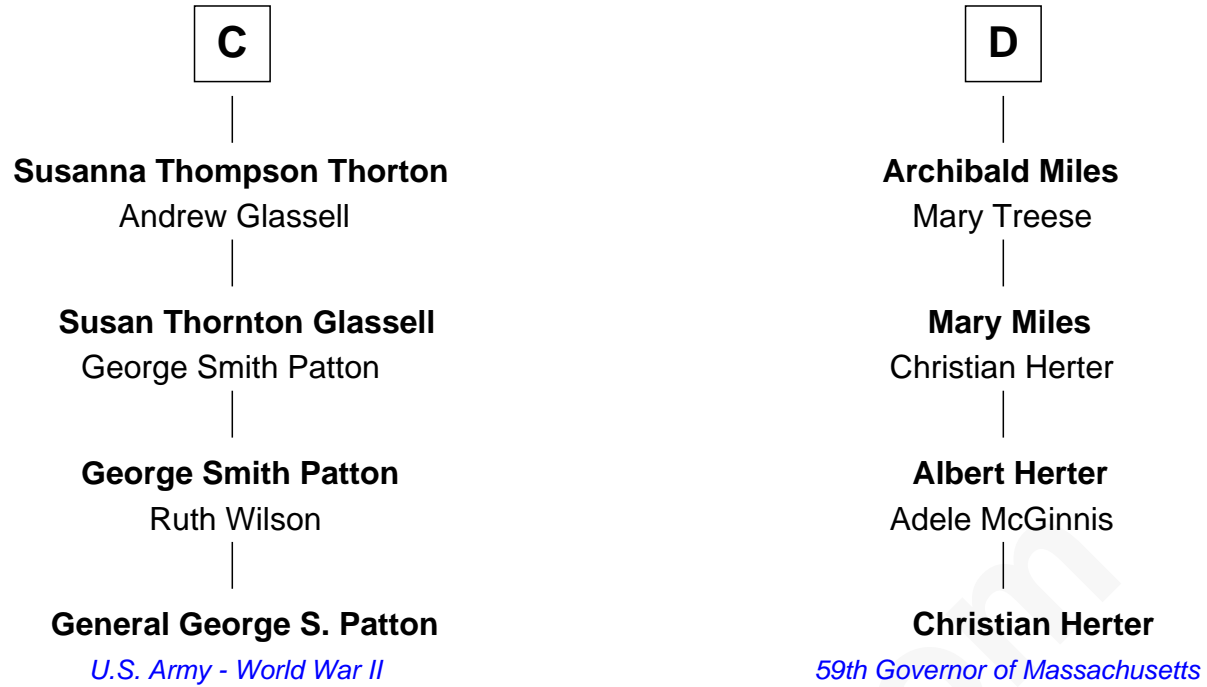 C
D
Susanna Thompson Thorton
Andrew Glassell
Archibald Miles
Mary Treese
Susan Thornton Glassell
George Smith Patton
Mary Miles
Christian Herter
George Smith Patton
Ruth Wilson
Albert Herter
Adele McGinnis
General George S. Patton
U.S. Army - World War II
Christian Herter
59th Governor of Massachusetts